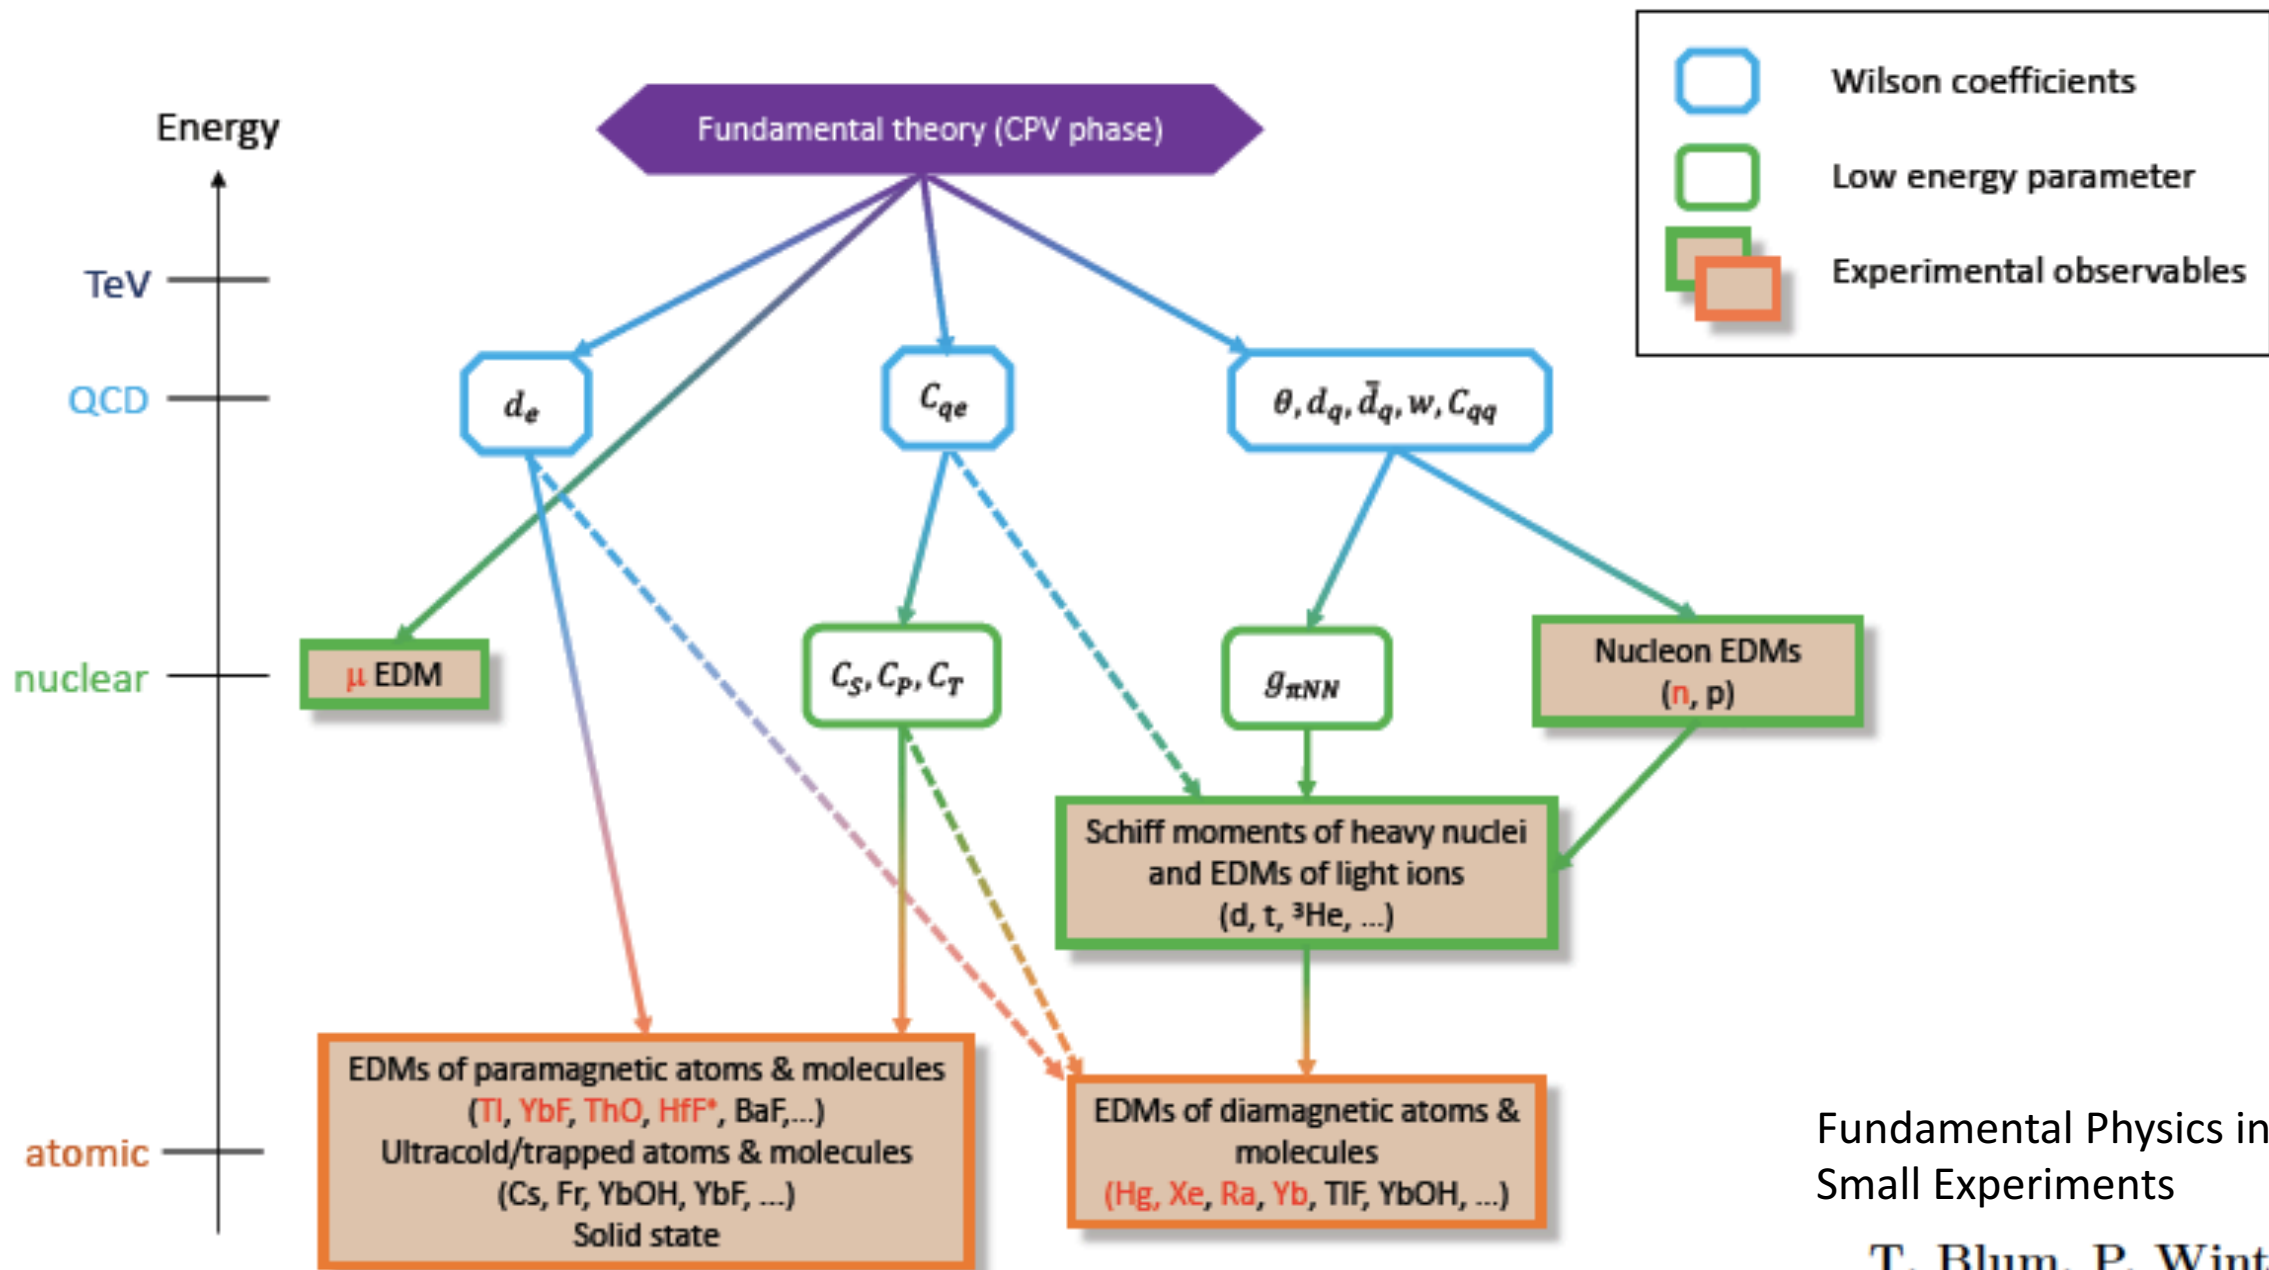 Energy
TeV
QCD
nuclear
atomic
Fundamental theory (CPV phase)
Wilson coefficients
Low energy parameter
Experimental observables
dₑ
C_qe
θ, d_q, d̄_q, w, C_qq
μ EDM
C_S, C_P, C_T
g_πNN
Nucleon EDMs
(n, p)
Schiff moments of heavy nuclei
and EDMs of light ions
(d, t, ³He, ...)
EDMs of paramagnetic atoms & molecules
(Tl, YbF, ThO, HfF⁺, BaF,...)
Ultracold/trapped atoms & molecules
(Cs, Fr, YbOH, YbF, ...)
Solid state
EDMs of diamagnetic atoms &
molecules
(Hg, Xe, Ra, Yb, TlF, YbOH, ...)
Fundamental Physics in
Small Experiments
T. Blum, P. Wint